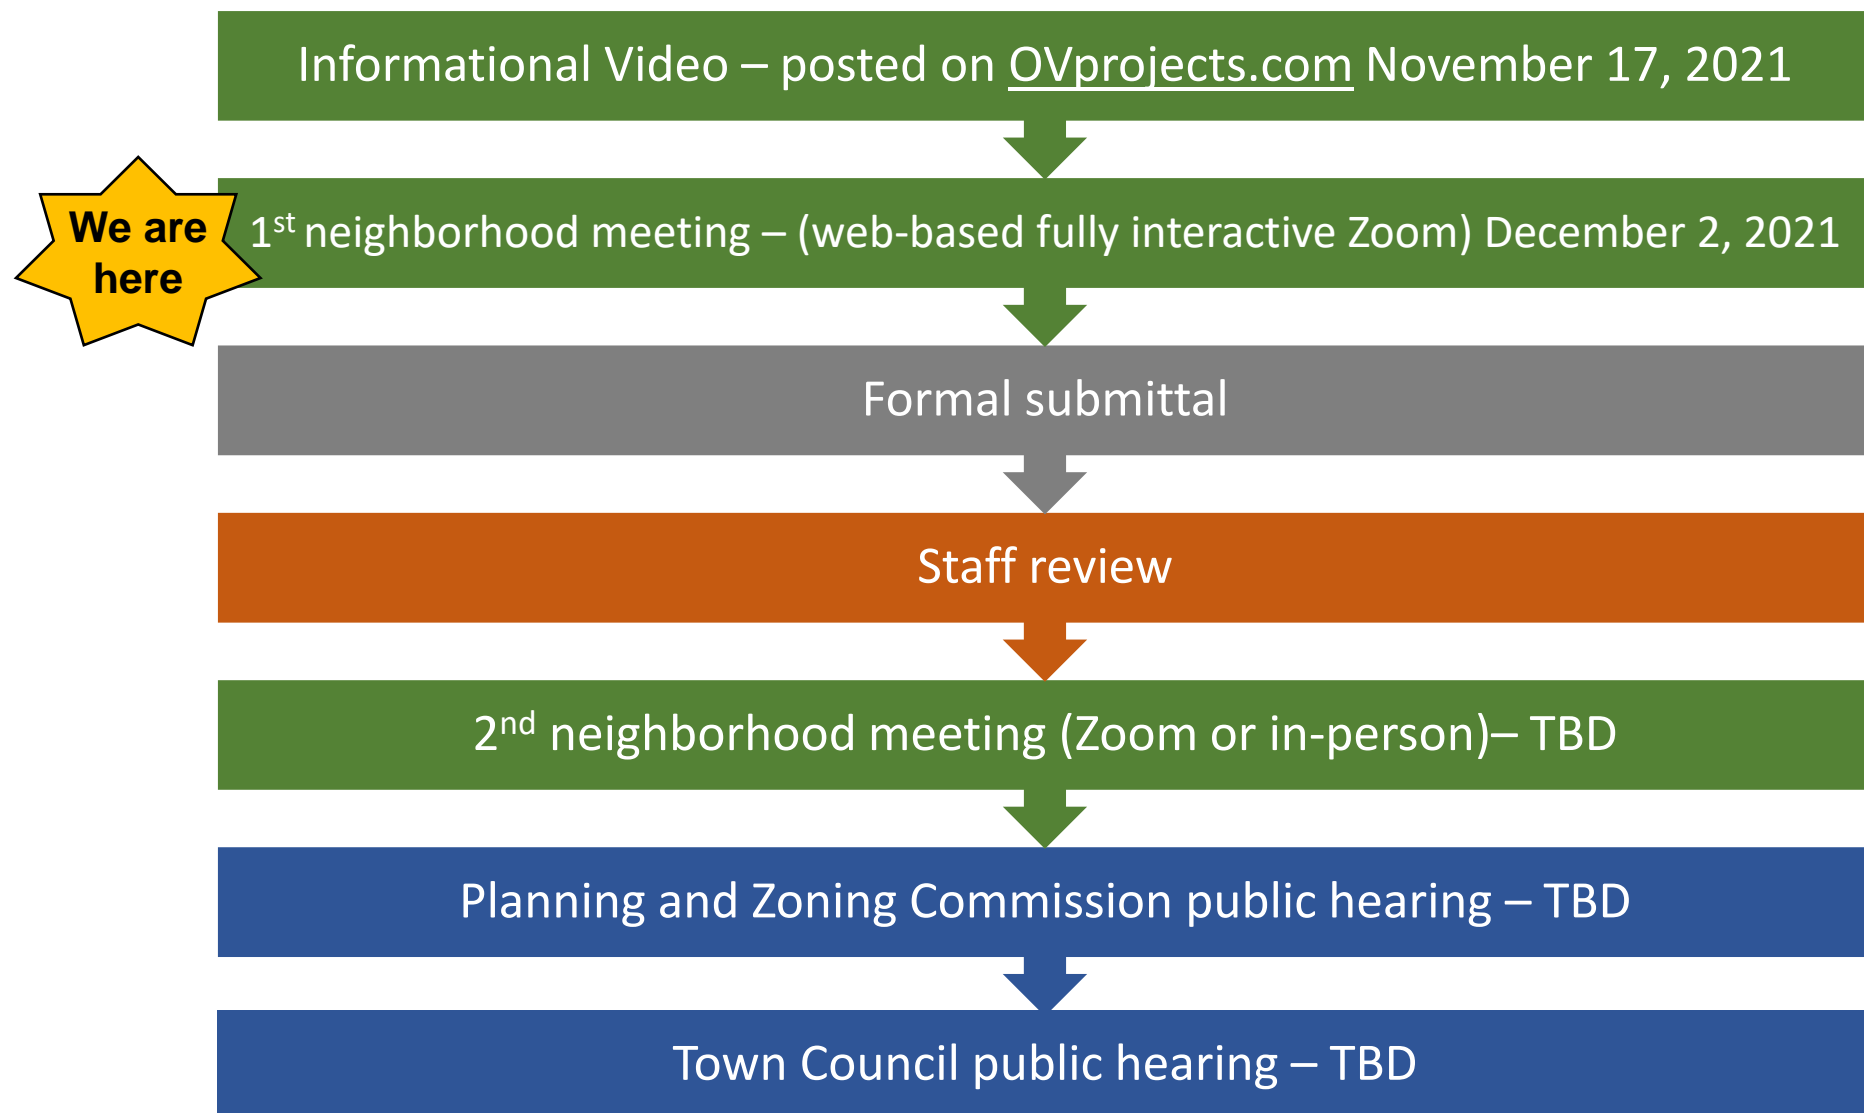 Informational Video – posted on OVprojects.com November 17, 2021
We are
here
1st neighborhood meeting – (web-based fully interactive Zoom) December 2, 2021
Formal submittal
Staff review
2nd neighborhood meeting (Zoom or in-person)– TBD
Planning and Zoning Commission public hearing – TBD
Town Council public hearing – TBD